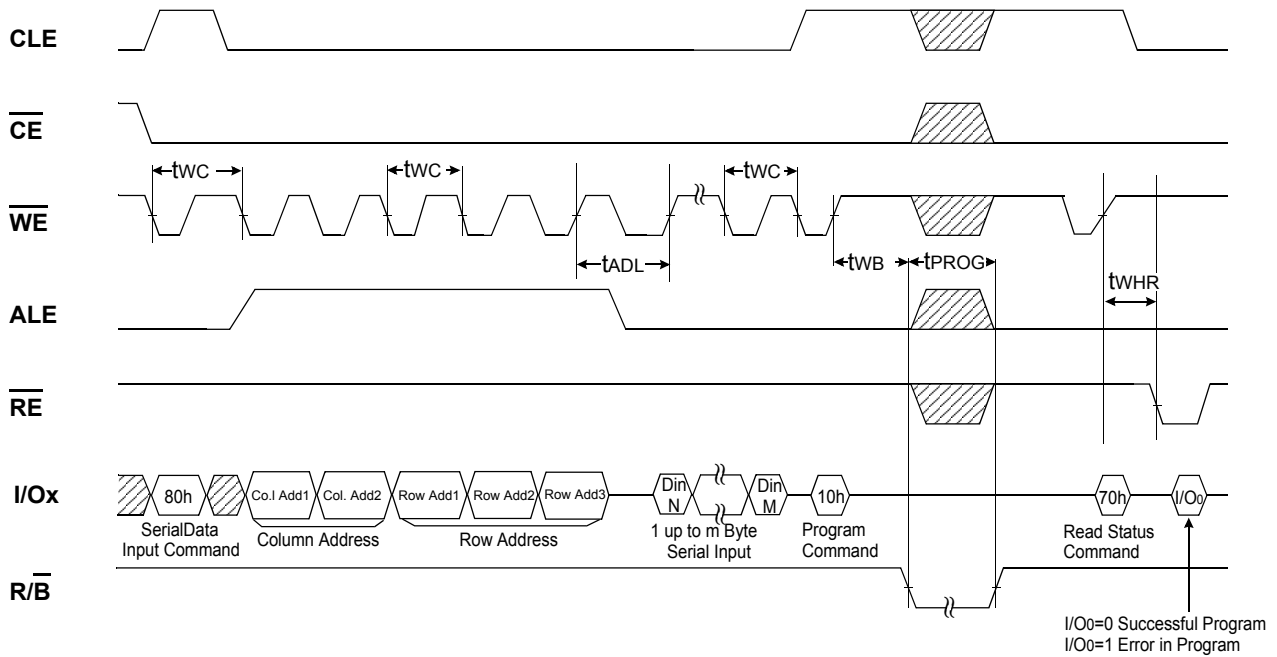 CLE
CE
tWC
tWC
tWC
WE
tADL
tWB
tPROG
tWHR
ALE
RE
I/Ox
80h
Co.l Add1
Col. Add2
Row Add1
Row Add2
Row Add3
Din N
Din M
10h
70h
I/O0
SerialData
Input Command
Column Address
Row Address
1 up to m Byte
Serial Input
Program
Command
Read Status
Command
R/B
I/O0=0 Successful Program
I/O0=1 Error in Program